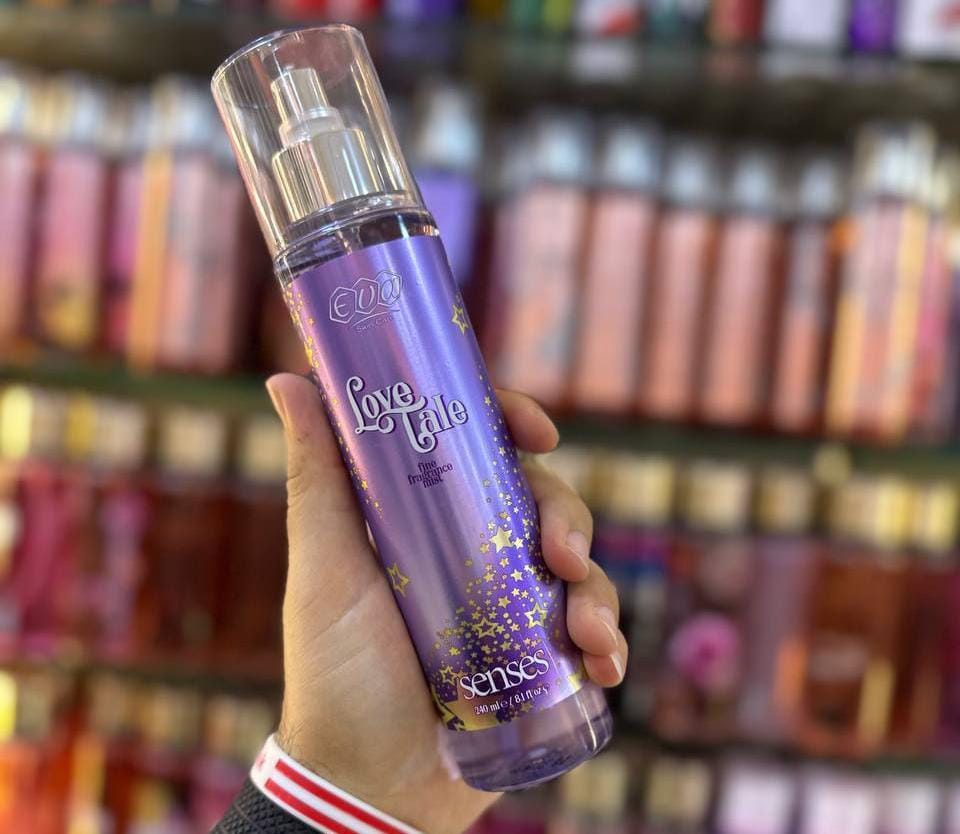 Eva
Skin Care
Love
Tale
fine
fragrance
mist
senses
240 ml e / 8.1 fl oz